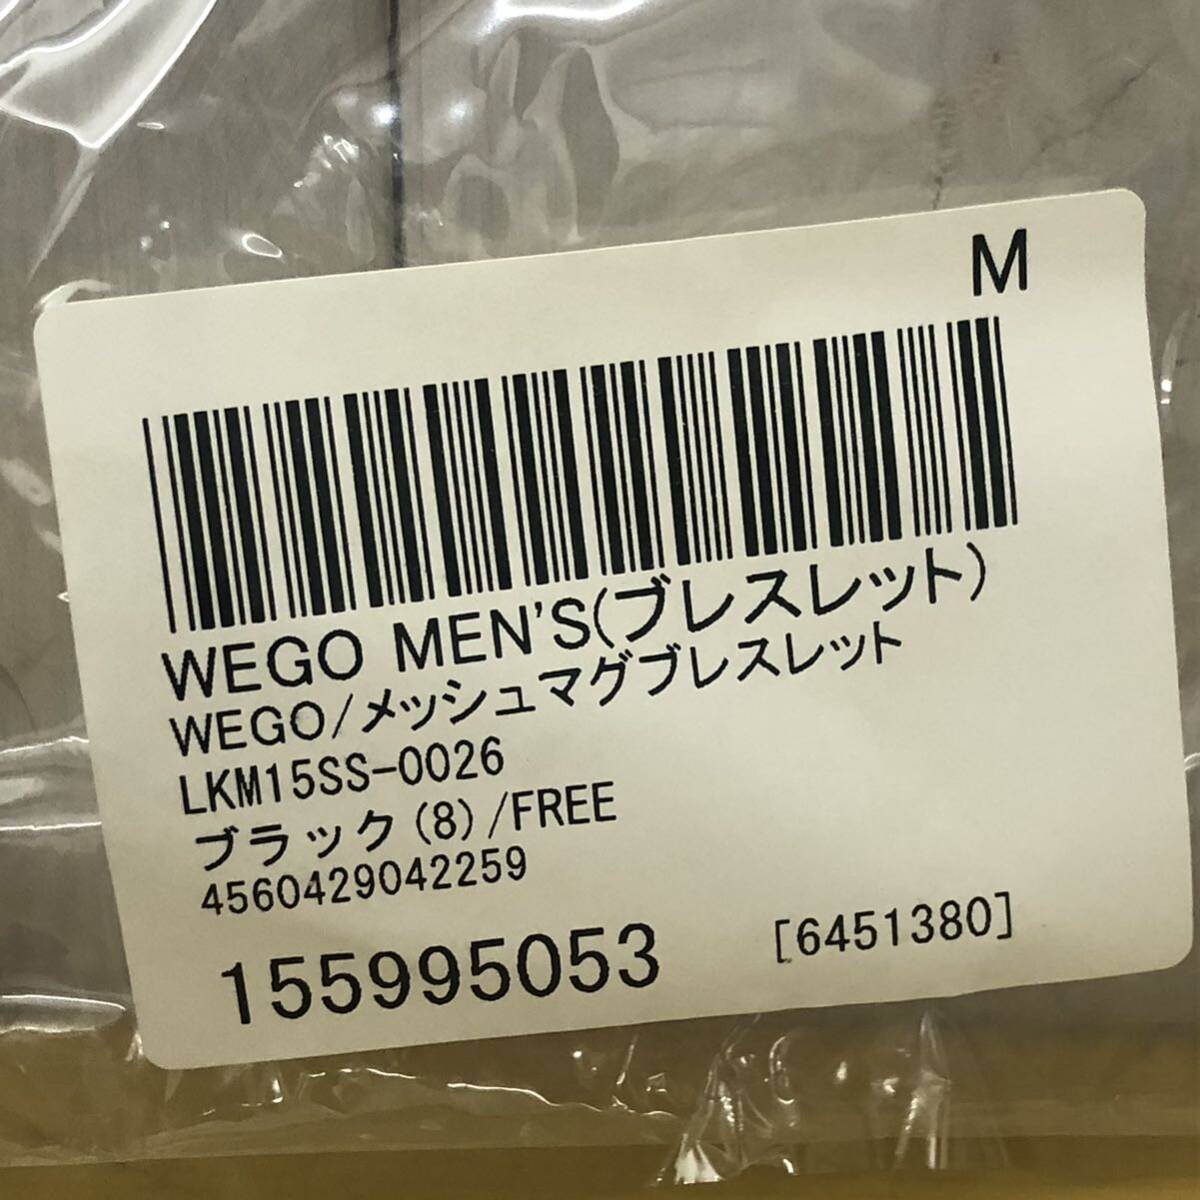 M
WEGO MEN'S(ブレスレット)
WEGO/メッシュマグブレスレット
LKM15SS-0026
ブラック(8)/FREE
4560429042259
155995053
[6451380]